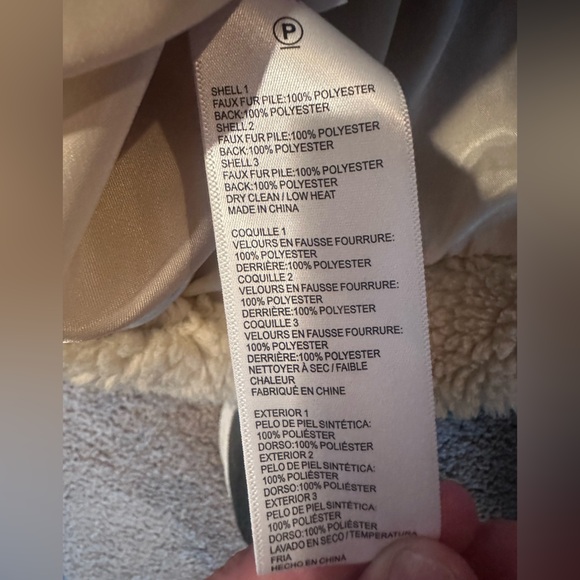 P
SHELL 1
FAUX FUR PILE:100% POLYESTER
BACK:100% POLYESTER
SHELL 2
FAUX FUR PILE:100% POLYESTER
BACK:100% POLYESTER
SHELL 3
FAUX FUR PILE:100% POLYESTER
BACK:100% POLYESTER
DRY CLEAN / LOW HEAT
MADE IN CHINA
COQUILLE 1
VELOURS EN FAUSSE FOURRURE:
100% POLYESTER
DERRIÈRE:100% POLYESTER
COQUILLE 2
VELOURS EN FAUSSE FOURRURE:
100% POLYESTER
DERRIÈRE:100% POLYESTER
COQUILLE 3
VELOURS EN FAUSSE FOURRURE:
100% POLYESTER
DERRIÈRE:100% POLYESTER
NETTOYER À SEC / FAIBLE
CHALEUR
FABRIQUÉ EN CHINE
EXTERIOR 1
PELO DE PIEL SINTÉTICA:
100% POLIÉSTER
DORSO:100% POLIÉSTER
EXTERIOR 2
PELO DE PIEL SINTÉTICA:
100% POLIÉSTER
DORSO:100% POLIÉSTER
EXTERIOR 3
PELO DE PIEL SINTÉTICA:
100% POLIÉSTER
DORSO:100% POLIÉSTER
LAVADO EN SECO / TEMPERATURA
FRIA
HECHO EN CHINA